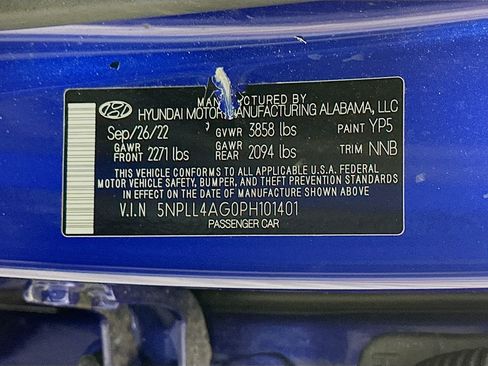 MANUFACTURED BY
HYUNDAI MOTOR MANUFACTURING ALABAMA, LLC
Sep/26/22 GVWR 3858 lbs PAINT YP5
GAWR FRONT 2271 lbs GAWR REAR 2094 lbs TRIM NNB
THIS VEHICLE CONFORMS TO ALL APPLICABLE U.S.A. FEDERAL
MOTOR VEHICLE SAFETY, BUMPER, AND THEFT PREVENTION STANDARDS
IN EFFECT ON THE DATE OF MANUFACTURE SHOWN ABOVE.
V.I.N 5NPLL4AG0PH101401
PASSENGER CAR